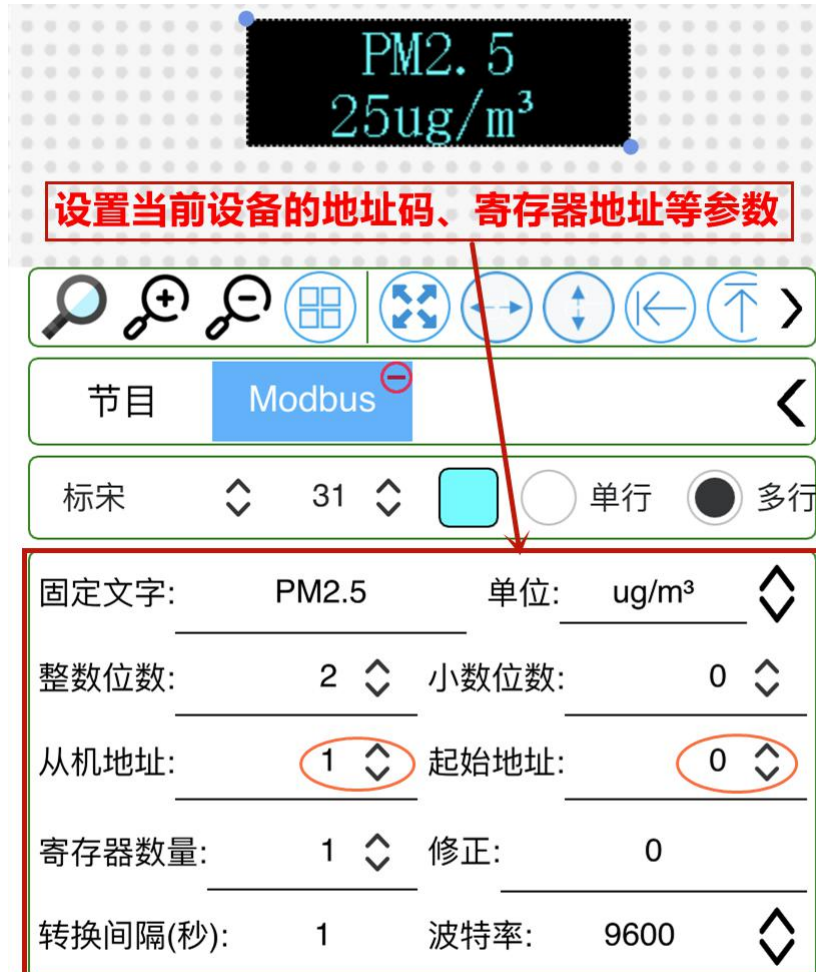 PM2.5
25ug/m³
设置当前设备的地址码、寄存器地址等参数
节目 Modbus
标宋 31 单行 多行
固定文字: PM2.5 单位: ug/m³
整数位数: 2 小数位数: 0
从机地址: 1 起始地址: 0
寄存器数量: 1 修正: 0
转换间隔(秒): 1 波特率: 9600